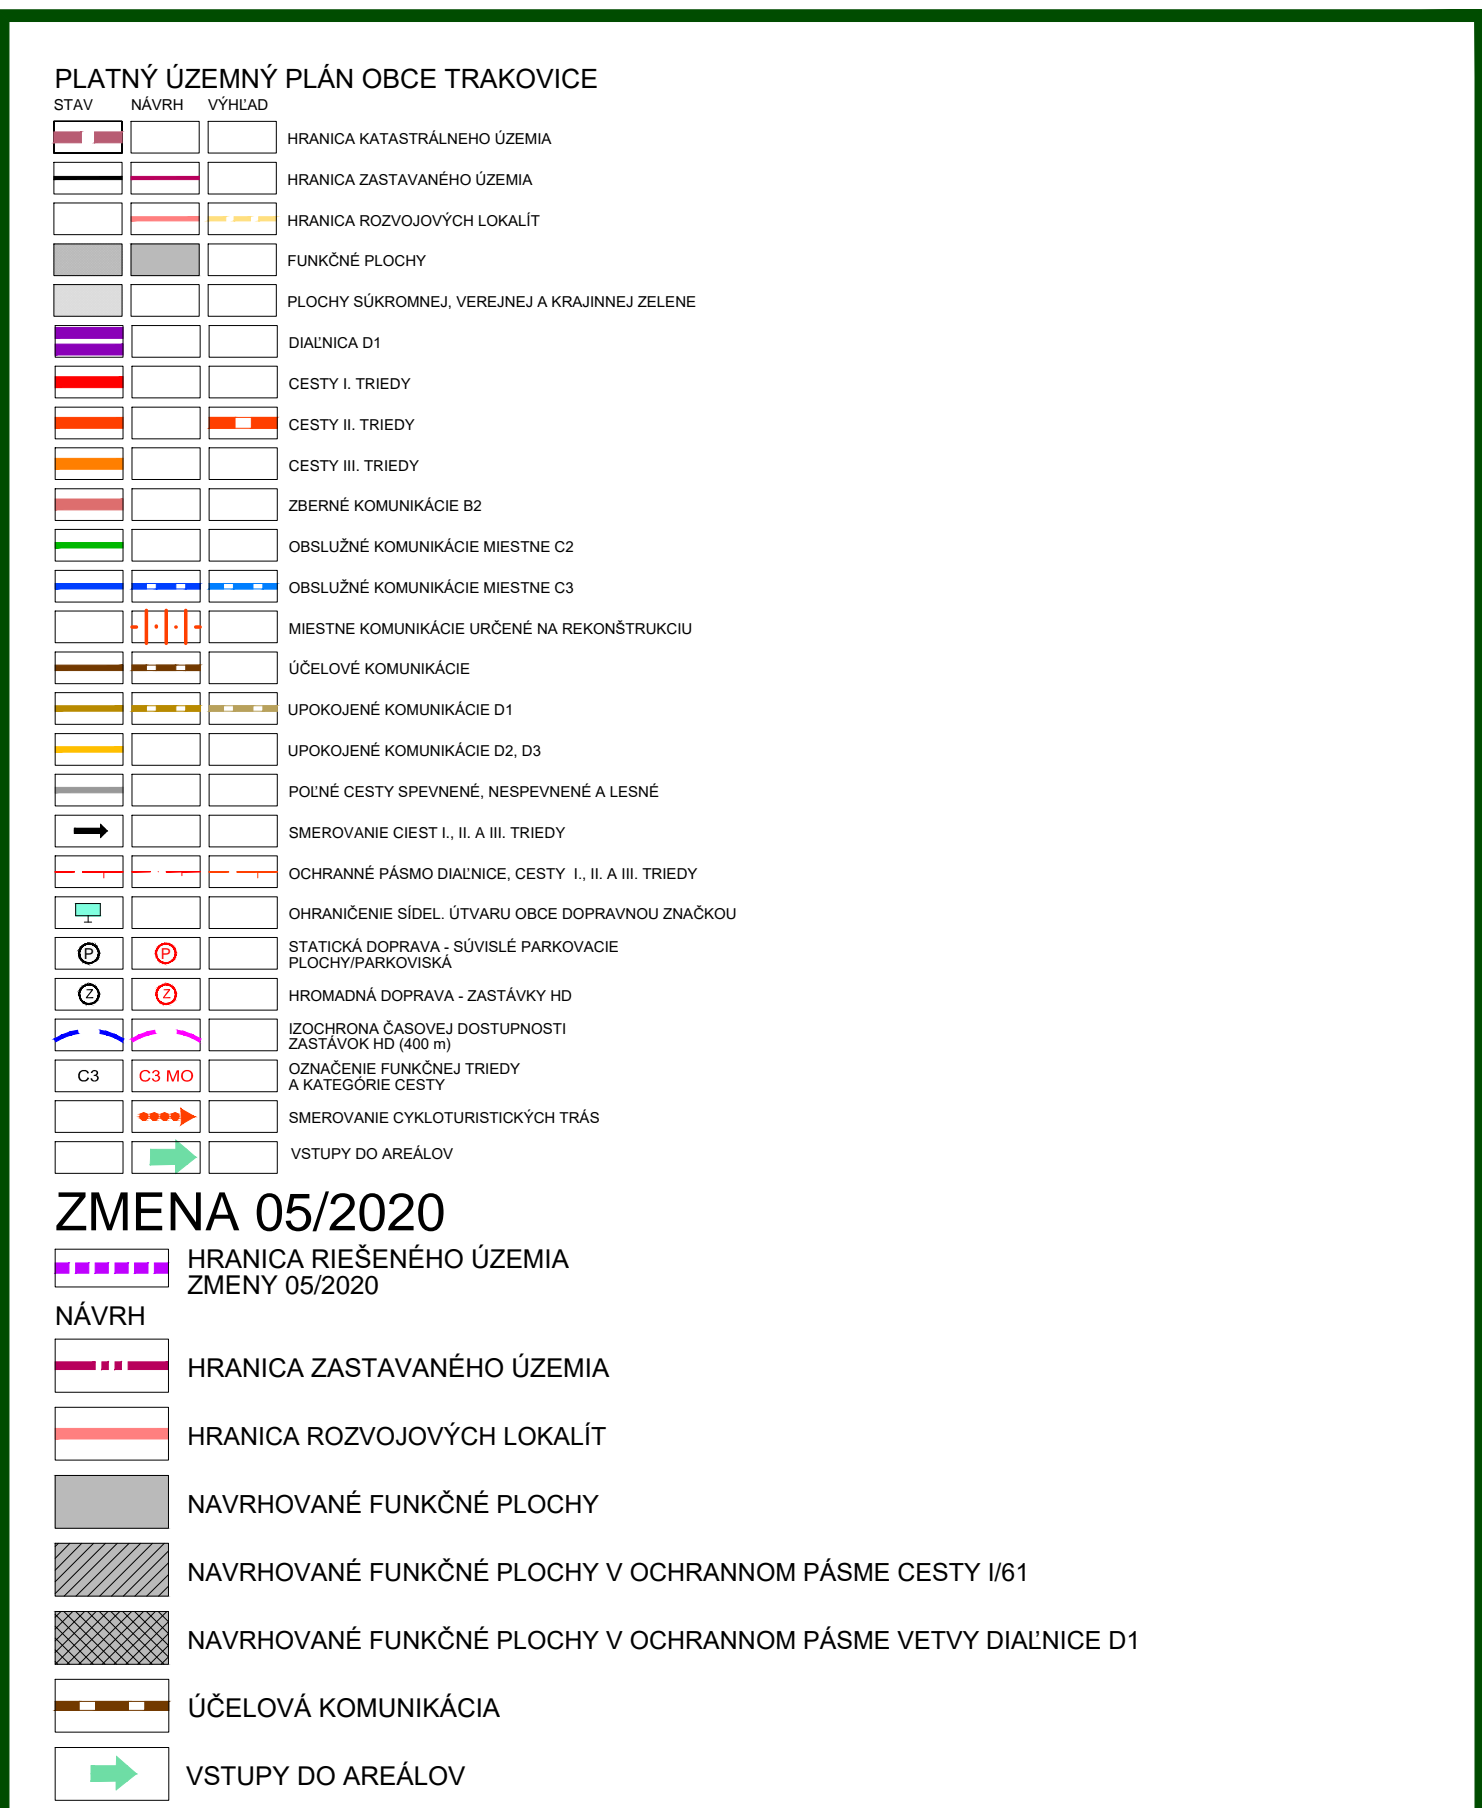 PLATNÝ ÚZEMNÝ PLÁN OBCE TRAKOVICE
STAV NÁVRH VÝHĽAD
HRANICA KATASTRÁLNEHO ÚZEMIA
HRANICA ZASTAVANÉHO ÚZEMIA
HRANICA ROZVOJOVÝCH LOKALÍT
FUNKČNÉ PLOCHY
PLOCHY SÚKROMNEJ, VEREJNEJ A KRAJINNEJ ZELENE
DIAĽNICA D1
CESTY I. TRIEDY
CESTY II. TRIEDY
CESTY III. TRIEDY
ZBERNÉ KOMUNIKÁCIE B2
OBSLUŽNÉ KOMUNIKÁCIE MIESTNE C2
OBSLUŽNÉ KOMUNIKÁCIE MIESTNE C3
MIESTNE KOMUNIKÁCIE URČENÉ NA REKONŠTRUKCIU
ÚČELOVÉ KOMUNIKÁCIE
UPOKOJENÉ KOMUNIKÁCIE D1
UPOKOJENÉ KOMUNIKÁCIE D2, D3
POĽNÉ CESTY SPEVNENÉ, NESPEVNENÉ A LESNÉ
SMEROVANIE CIEST I., II. A III. TRIEDY
OCHRANNÉ PÁSMO DIAĽNICE, CESTY I., II. A III. TRIEDY
OHRANIČENIE SÍDEL. ÚTVARU OBCE DOPRAVNOU ZNAČKOU
P P STATICKÁ DOPRAVA - SÚVISLÉ PARKOVACIE
PLOCHY/PARKOVISKÁ
Z Z HROMADNÁ DOPRAVA - ZASTÁVKY HD
IZOCHRONA ČASOVEJ DOSTUPNOSTI
ZASTÁVOK HD (400 m)
C3 C3 MO OZNAČENIE FUNKČNEJ TRIEDY
A KATEGÓRIE CESTY
SMEROVANIE CYKLOTURISTICKÝCH TRÁS
VSTUPY DO AREÁLOV
ZMENA 05/2020
HRANICA RIEŠENÉHO ÚZEMIA
ZMENY 05/2020
NÁVRH
HRANICA ZASTAVANÉHO ÚZEMIA
HRANICA ROZVOJOVÝCH LOKALÍT
NAVRHOVANÉ FUNKČNÉ PLOCHY
NAVRHOVANÉ FUNKČNÉ PLOCHY V OCHRANNOM PÁSME CESTY I/61
NAVRHOVANÉ FUNKČNÉ PLOCHY V OCHRANNOM PÁSME VETVY DIAĽNICE D1
ÚČELOVÁ KOMUNIKÁCIA
VSTUPY DO AREÁLOV